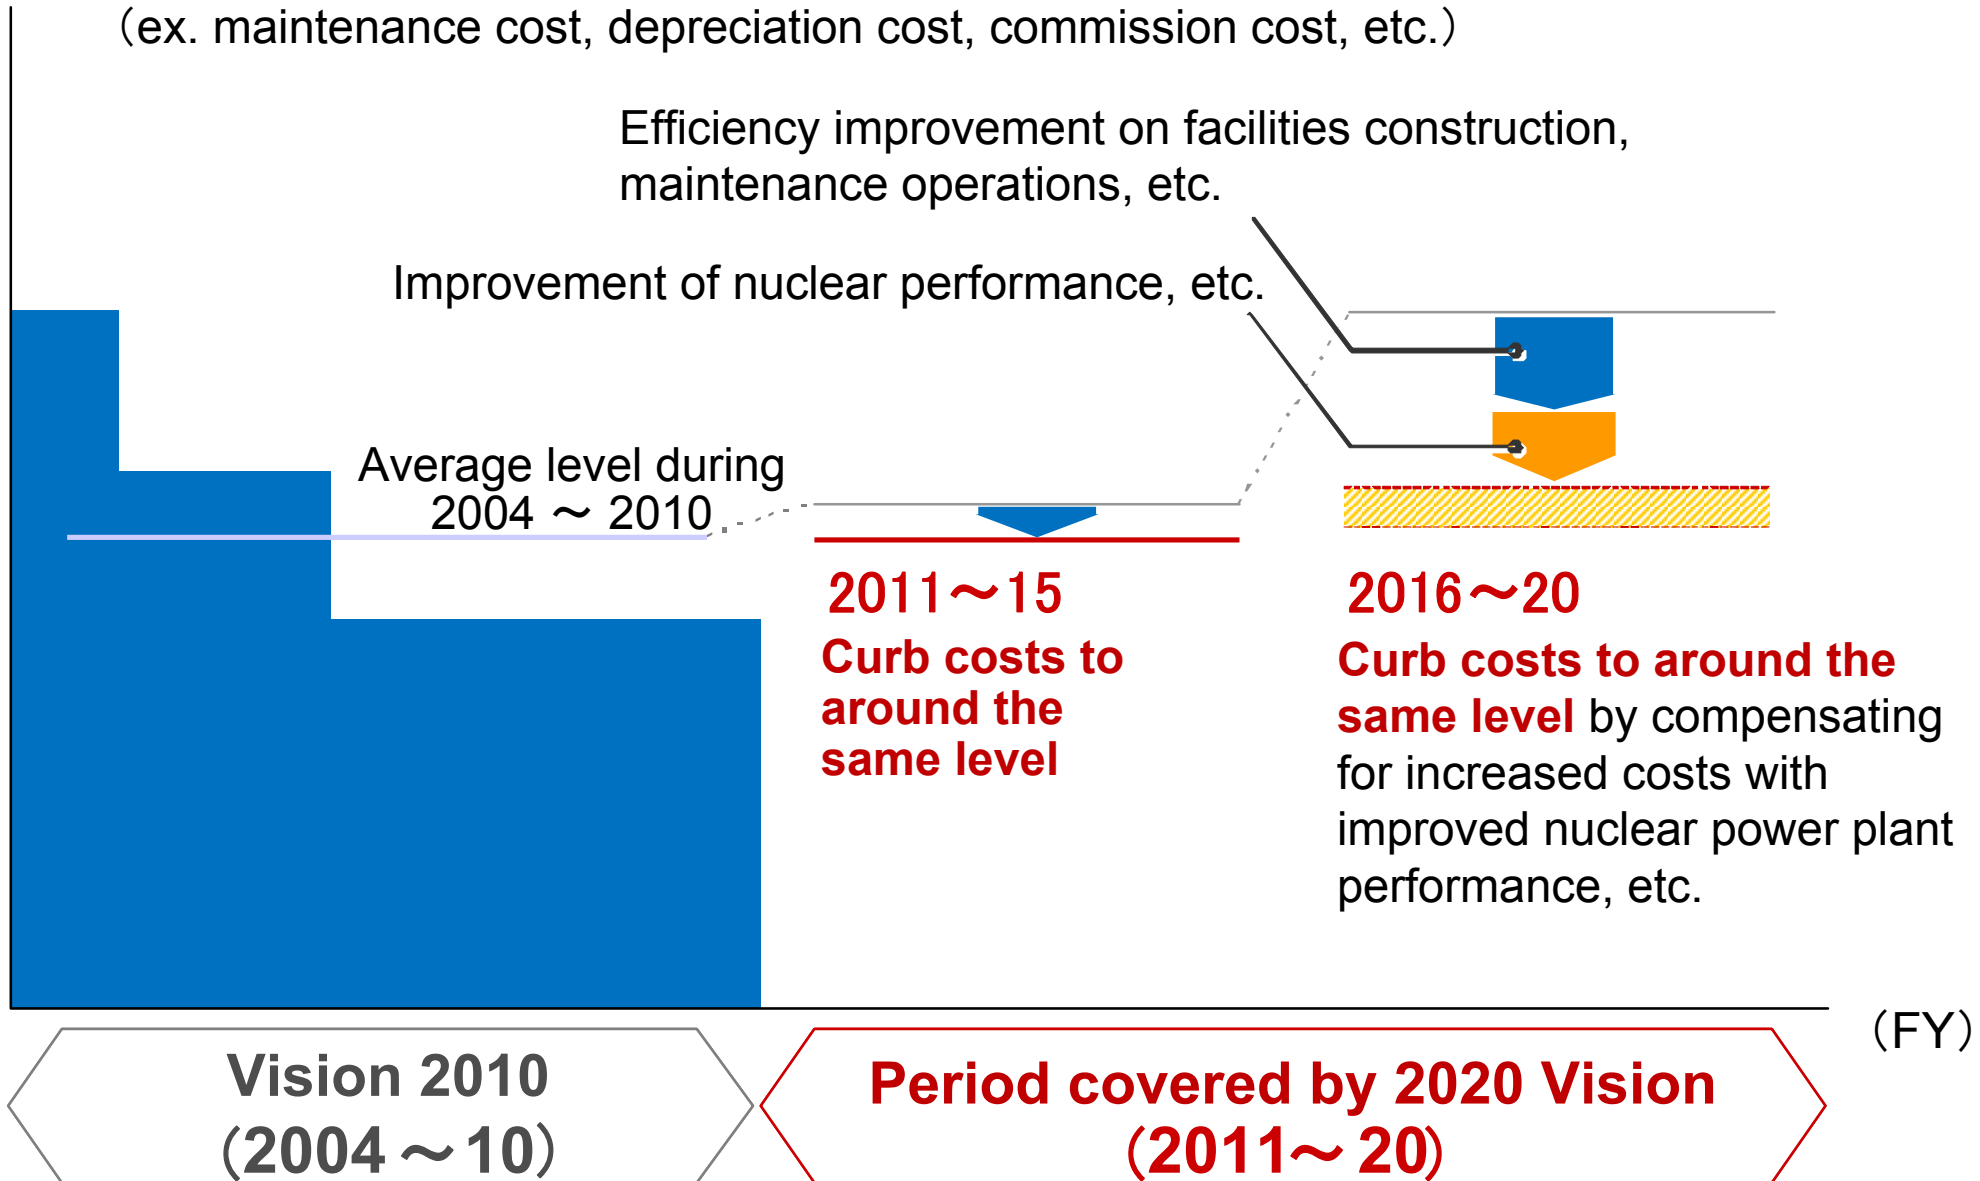 （ex. maintenance cost, depreciation cost, commission cost, etc.）
Efficiency improvement on facilities construction,
maintenance operations, etc.
Improvement of nuclear performance, etc.
Average level during
2004 ～ 2010
2011～15
Curb costs to
around the
same level
2016～20
Curb costs to around the
same level by compensating
for increased costs with
improved nuclear power plant
performance, etc.
（FY）
Vision 2010
（2004 ～10）
Period covered by 2020 Vision
（2011～ 20）